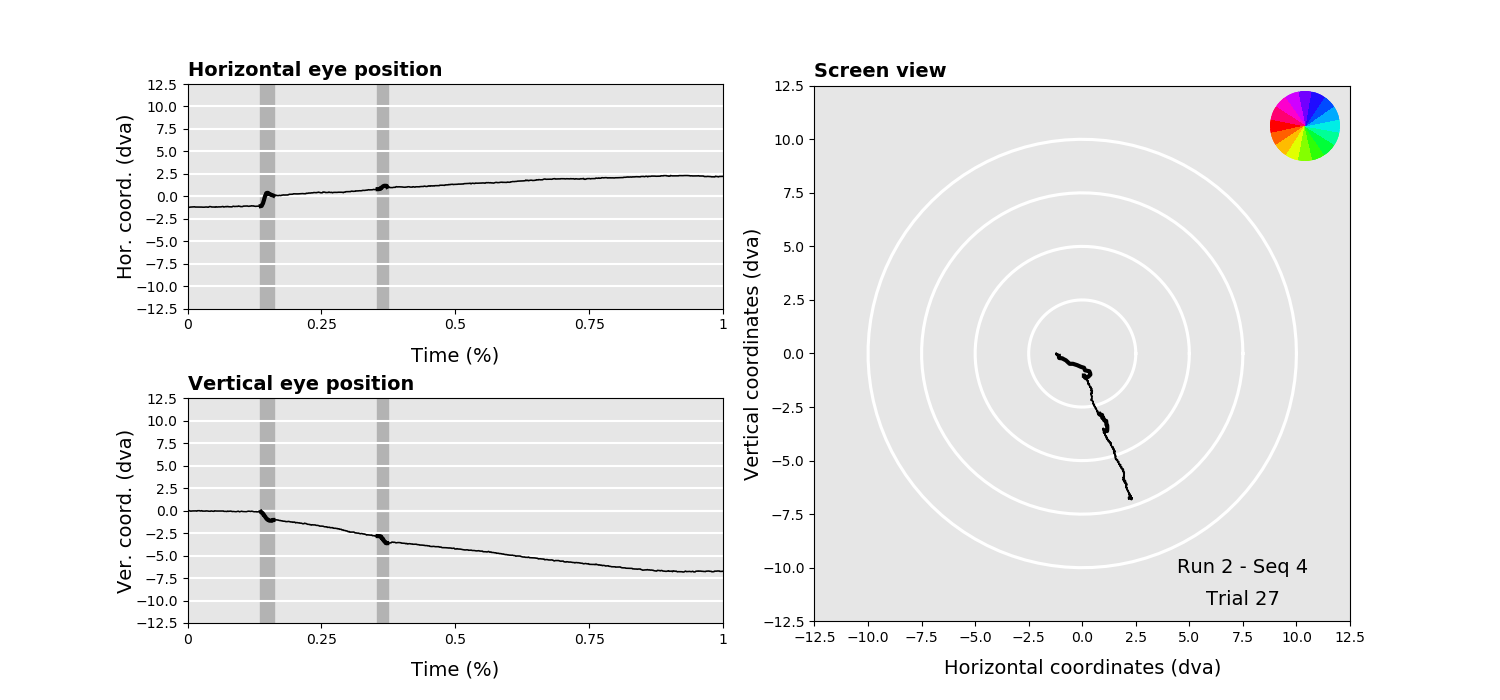 Horizontal eye position
Hor. coord. (dva)
12.5
10.0
7.5
5.0
2.5
0.0
−2.5
−5.0
−7.5
−10.0
−12.5
0 0.25 0.5 0.75 1
Time (%)
Vertical eye position
Ver. coord. (dva)
12.5
10.0
7.5
5.0
2.5
0.0
−2.5
−5.0
−7.5
−10.0
−12.5
0 0.25 0.5 0.75 1
Time (%)
Screen view
Vertical coordinates (dva)
12.5
10.0
7.5
5.0
2.5
0.0
−2.5
−5.0
−7.5
−10.0
−12.5
Run 2 - Seq 4
Trial 27
−12.5 −10.0 −7.5 −5.0 −2.5 0.0 2.5 5.0 7.5 10.0 12.5
Horizontal coordinates (dva)